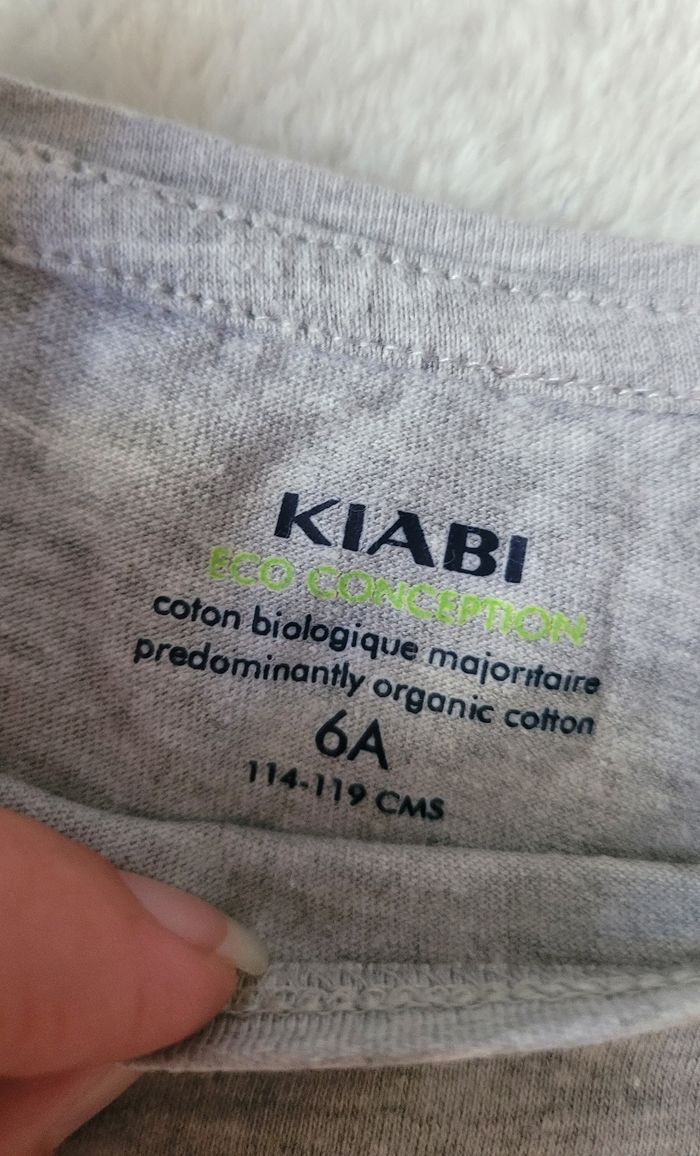 KIABI
ECO CONCEPTION
coton biologique majoritaire
predominantly organic cotton
6A
114-119 CMS